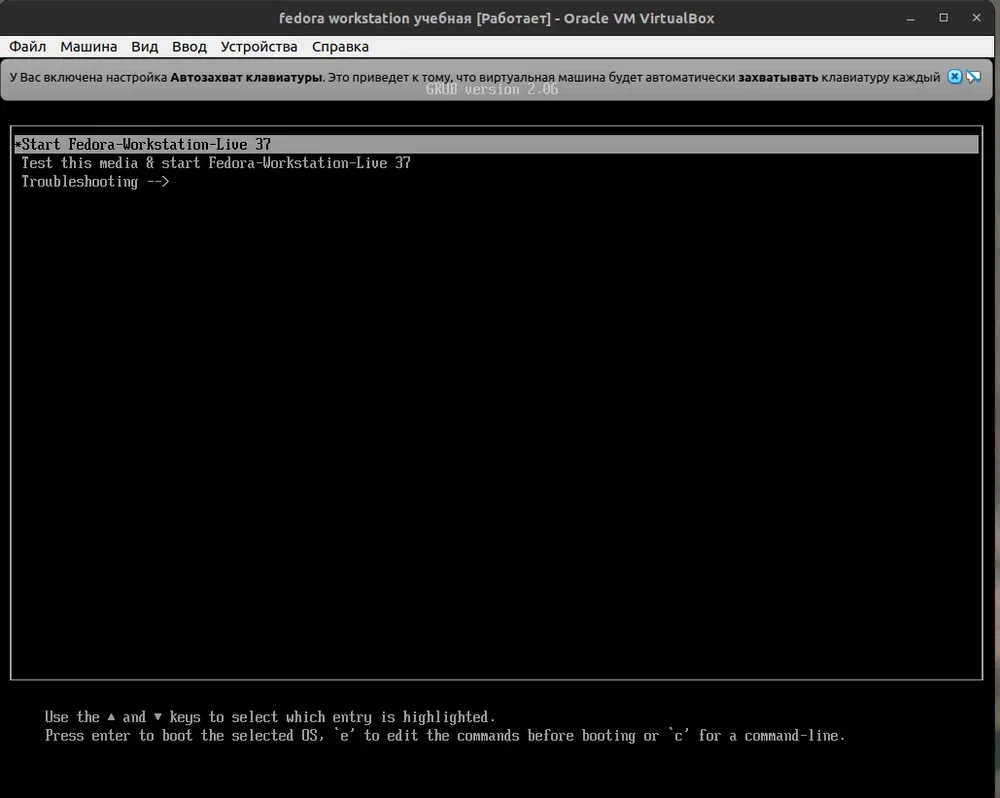 fedora workstation учебная [Работает] - Oracle VM VirtualBox
Файл Машина Вид Ввод Устройства Справка
У Вас включена настройка Автозахват клавиатуры. Это приведет к тому, что виртуальная машина будет автоматически захватывать клавиатуру каждый
GRUB version 2.06
*Start Fedora-Workstation-Live 37
Test this media & start Fedora-Workstation-Live 37
Troubleshooting -->
Use the ▲ and ▼ keys to select which entry is highlighted.
Press enter to boot the selected OS, `e' to edit the commands before booting or `c' for a command-line.